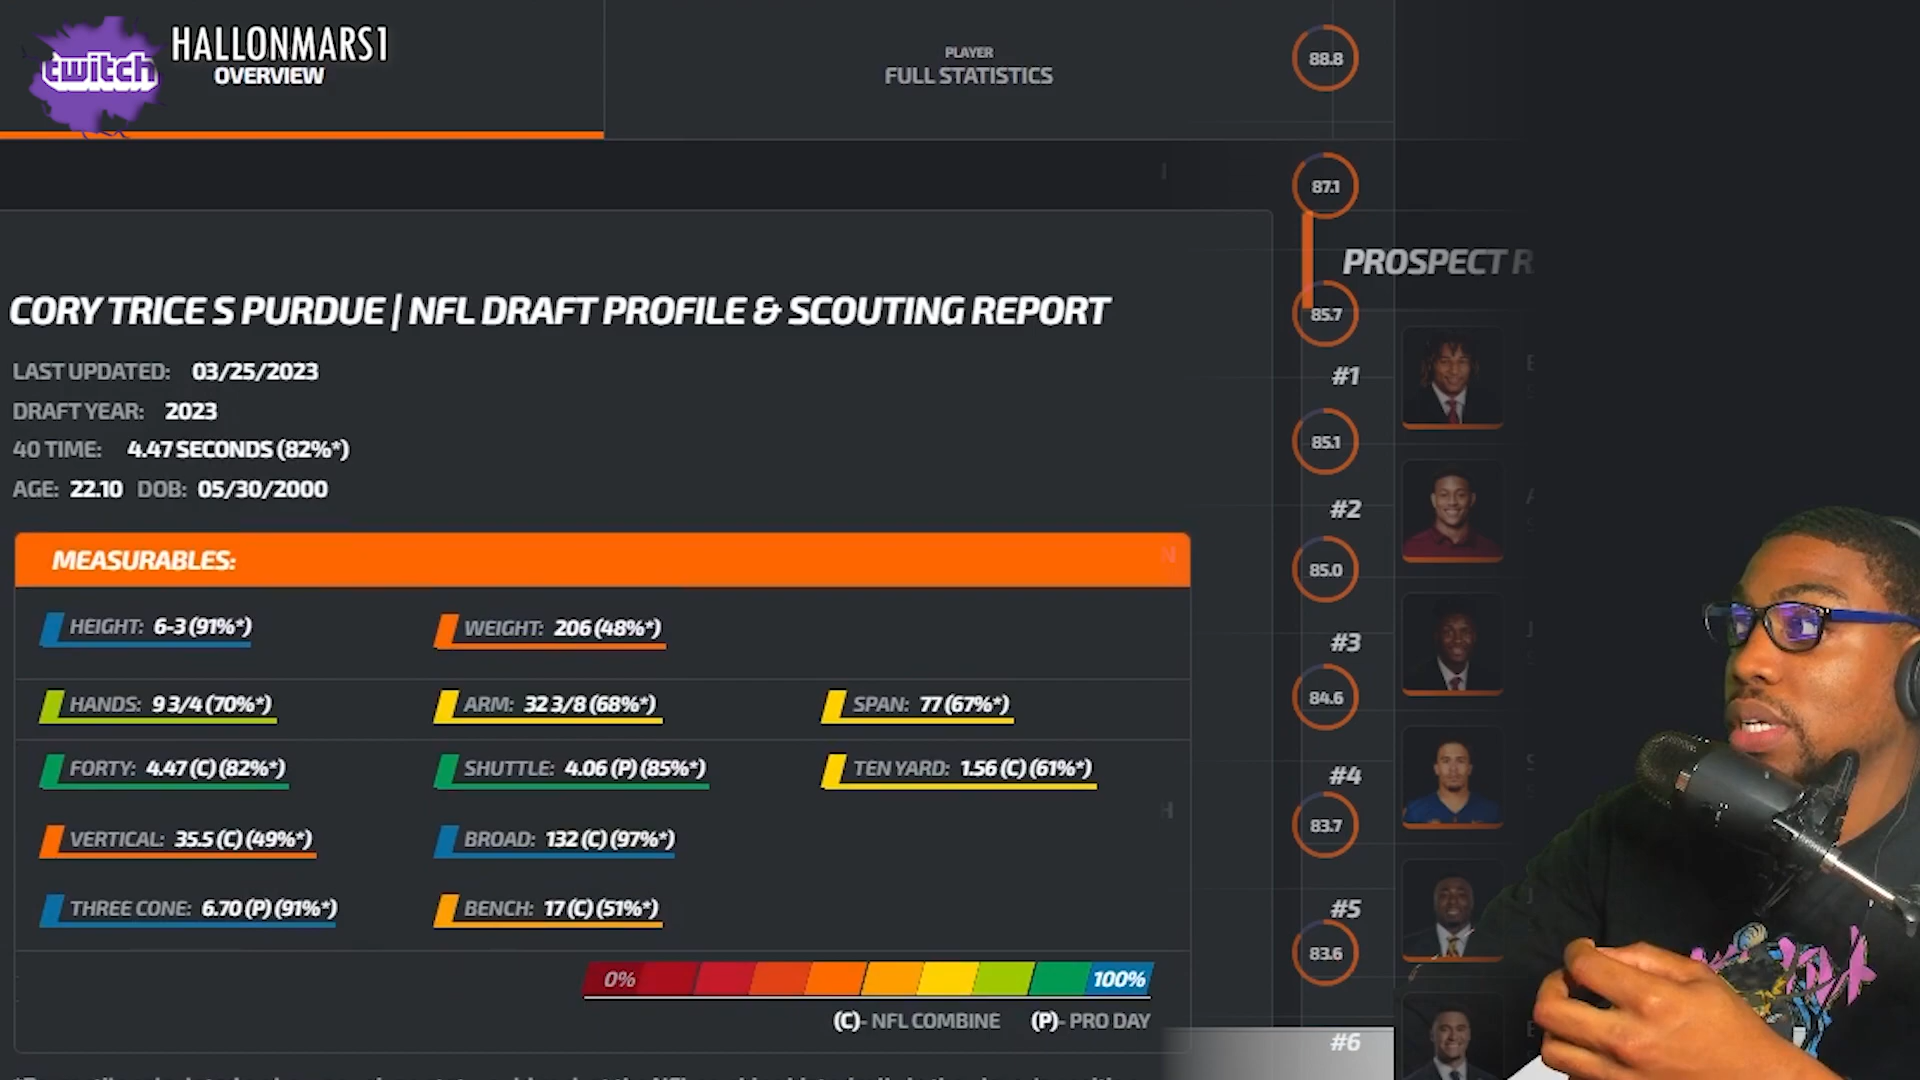 twitch
HALLONMARS1
OVERVIEW
PLAYER
FULL STATISTICS
88.8
87.1
PROSPECT R
CORY TRICE S PURDUE | NFL DRAFT PROFILE & SCOUTING REPORT
85.7
LAST UPDATED: 03/25/2023
#1
DRAFT YEAR: 2023
40 TIME: 4.47 SECONDS (82%*)
85.1
AGE: 22.10 DOB: 05/30/2000
#2
MEASURABLES:
85.0
HEIGHT: 6-3 (91%*) WEIGHT: 206 (48%*)
#3
HANDS: 9 3/4 (70%*) ARM: 32 3/8 (68%*) SPAN: 77 (67%*)
84.6
FORTY: 4.47 (C) (82%*) SHUTTLE: 4.06 (P) (85%*) TEN YARD: 1.56 (C) (61%*)
#4
VERTICAL: 35.5 (C) (49%*) BROAD: 132 (C) (97%*)
83.7
THREE CONE: 6.70 (P) (91%*) BENCH: 17 (C) (51%*)
#5
83.6
0% 100%
(C)- NFL COMBINE (P)- PRO DAY
#6